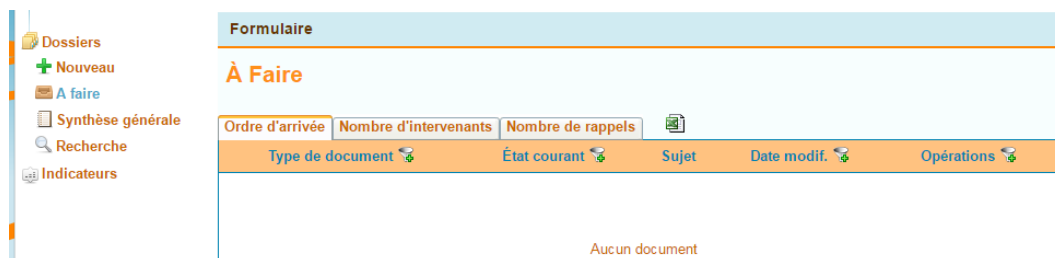 Dossiers
Nouveau
A faire
Synthèse générale
Recherche
Indicateurs
Formulaire
À Faire
Ordre d'arrivée Nombre d'intervenants Nombre de rappels
Type de document État courant Sujet Date modif. Opérations
Aucun document